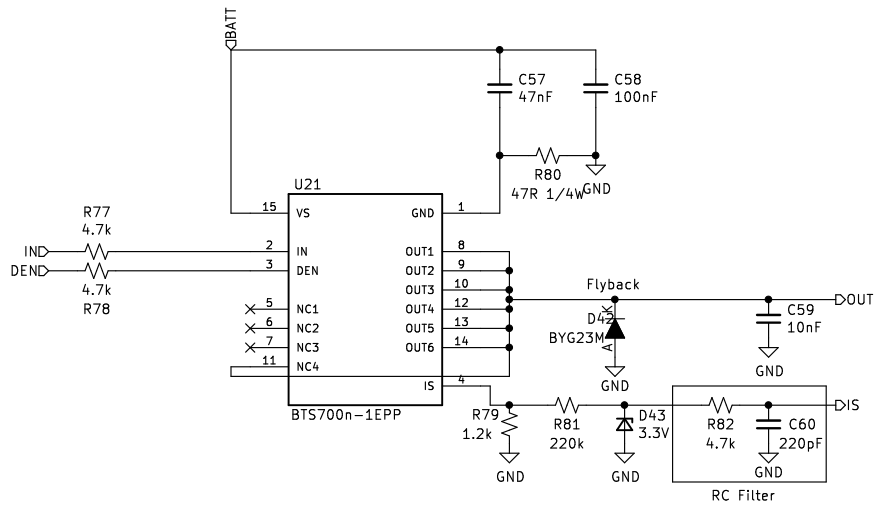 BATT
C57
47nF
C58
100nF
R80
47R 1/4W
GND
U21
R77
4.7k
IN
DEN
4.7k
R78
15
2
3
5
6
7
11
VS
IN
DEN
NC1
NC2
NC3
NC4
GND
OUT1
OUT2
OUT3
OUT4
OUT5
OUT6
IS
1
8
9
10
12
13
14
4
BTS700n-1EPP
Flyback
K
D42
BYG23M
A
GND
OUT
C59
10nF
GND
R79
1.2k
GND
R81
220k
D43
3.3V
GND
R82
4.7k
C60
220pF
GND
IS
RC Filter